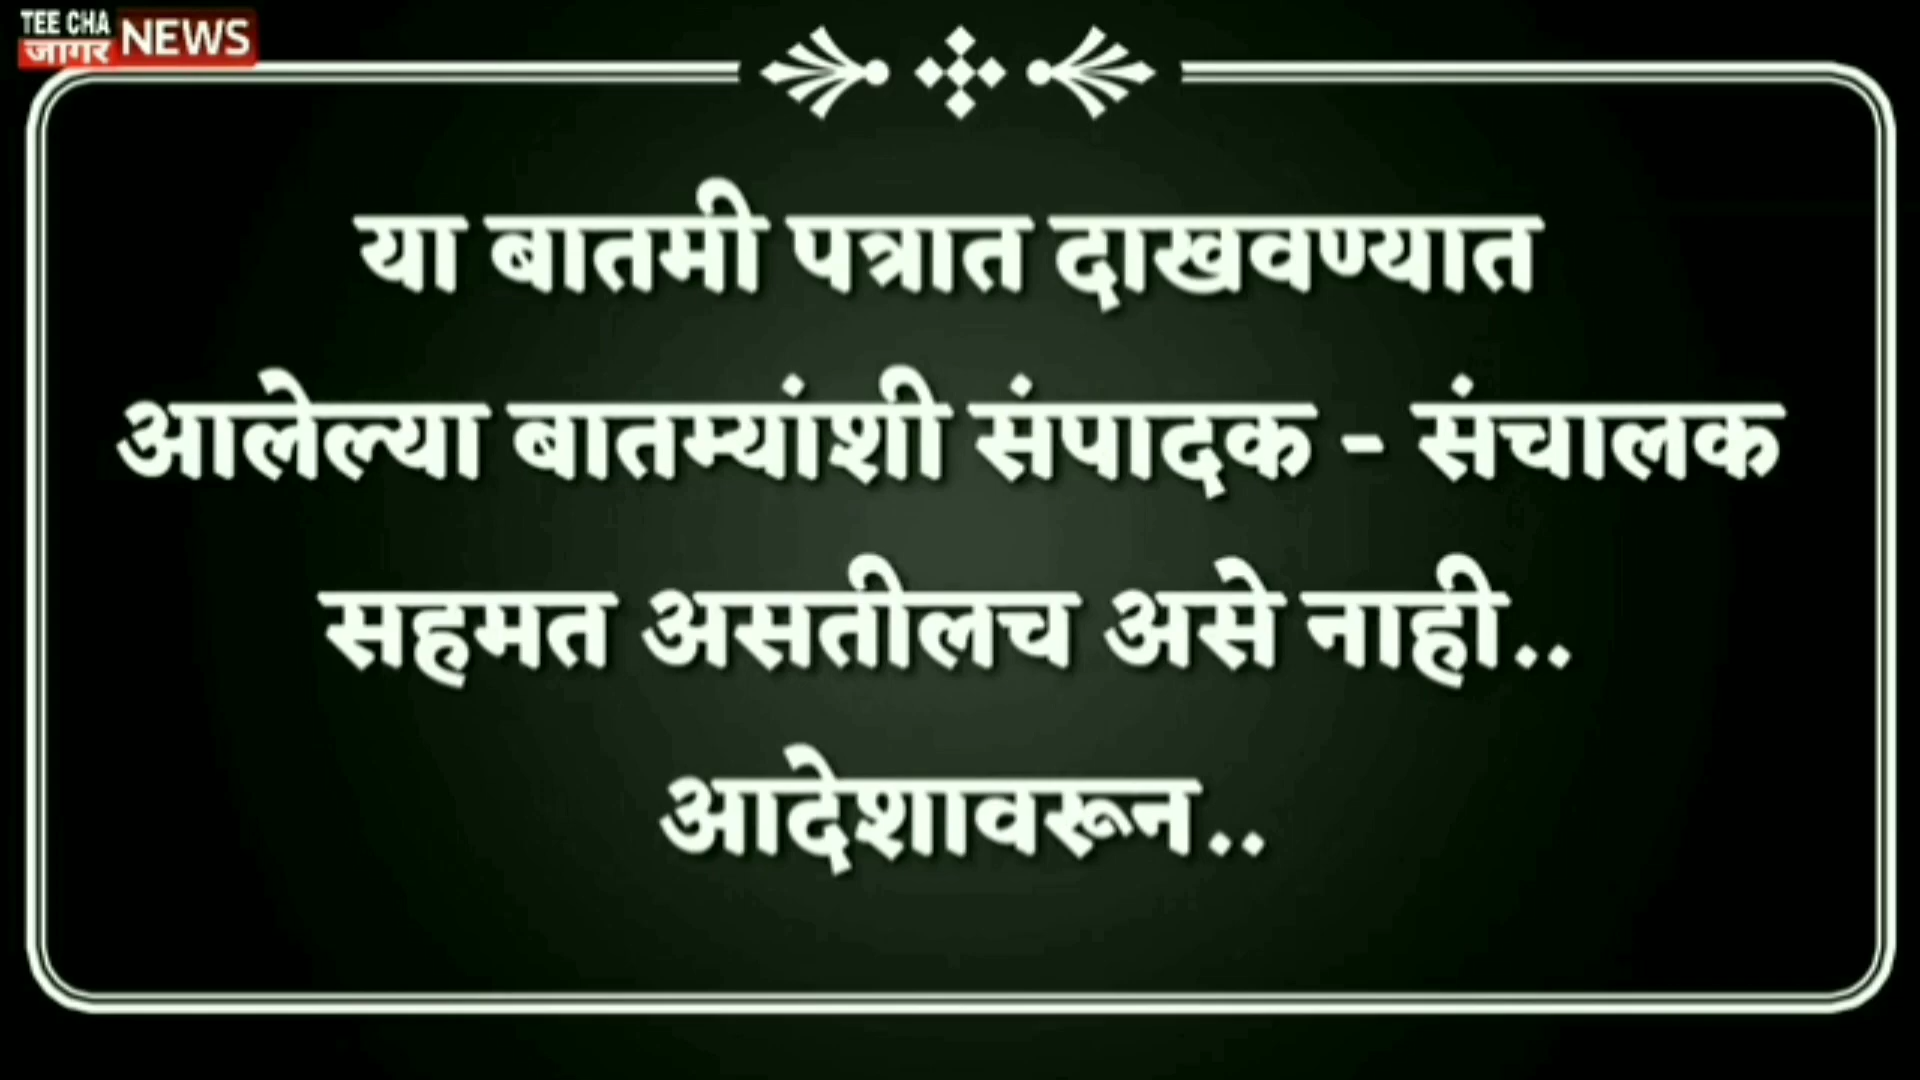 TEE CHA
जागर NEWS
या बातमी पत्रात दाखवण्यात
आलेल्या बातम्यांशी संपादक - संचालक
सहमत असतीलच असे नाही..
आदेशावरून..